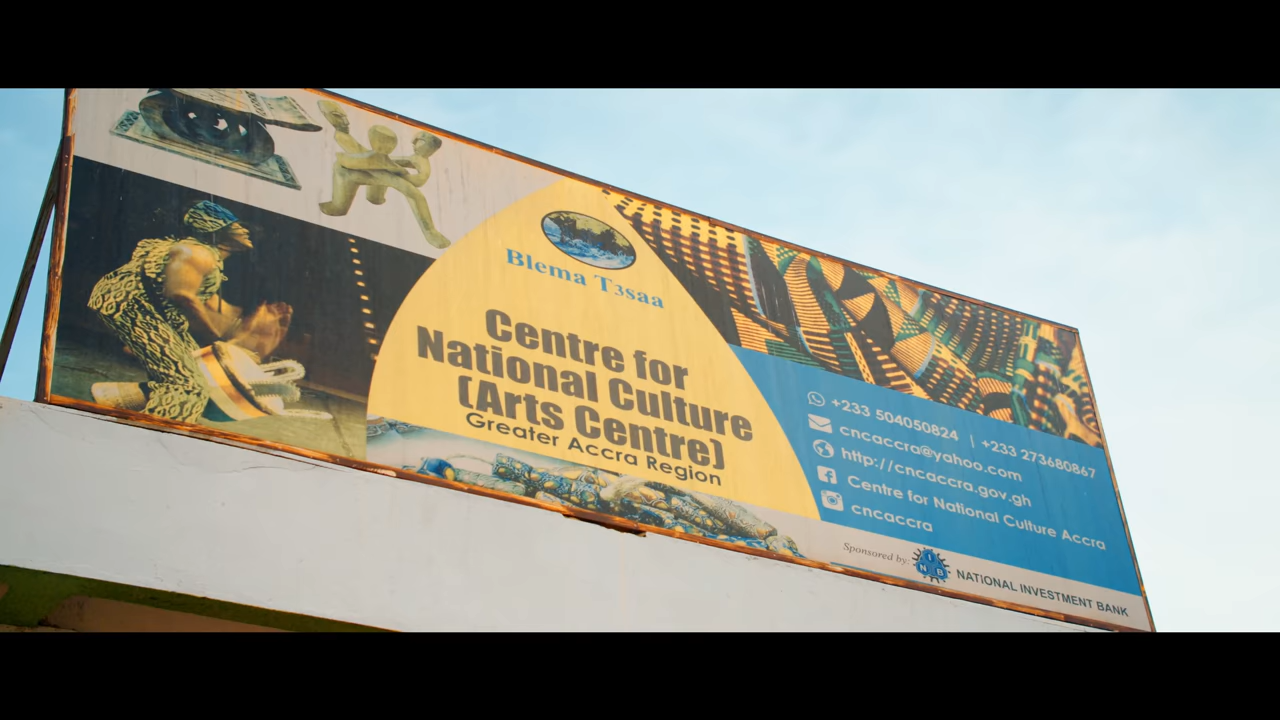 Blema T3saa
Centre for
National Culture
(Arts Centre)
Greater Accra Region
+233 504050824 | +233 273680867
cncaccra@yahoo.com
http://cncaccra.gov.gh
Centre for National Culture Accra
cncaccra
Sponsored by: NIB NATIONAL INVESTMENT BANK